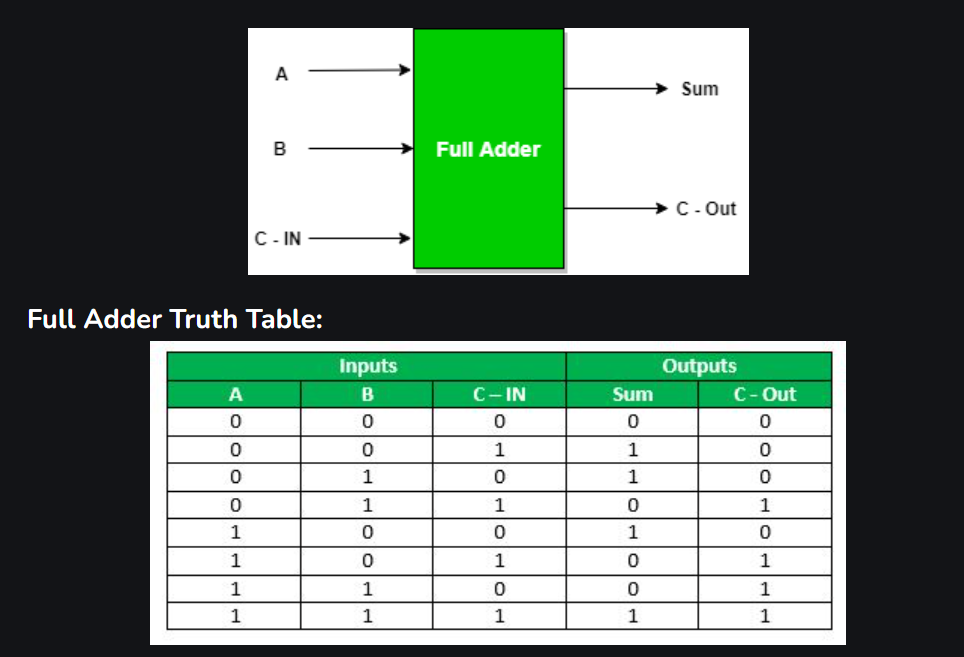 A
Sum
B
Full Adder
C - Out
C - IN
Full Adder Truth Table:
Inputs Outputs
A B C – IN Sum C - Out
0 0 0 0 0
0 0 1 1 0
0 1 0 1 0
0 1 1 0 1
1 0 0 1 0
1 0 1 0 1
1 1 0 0 1
1 1 1 1 1